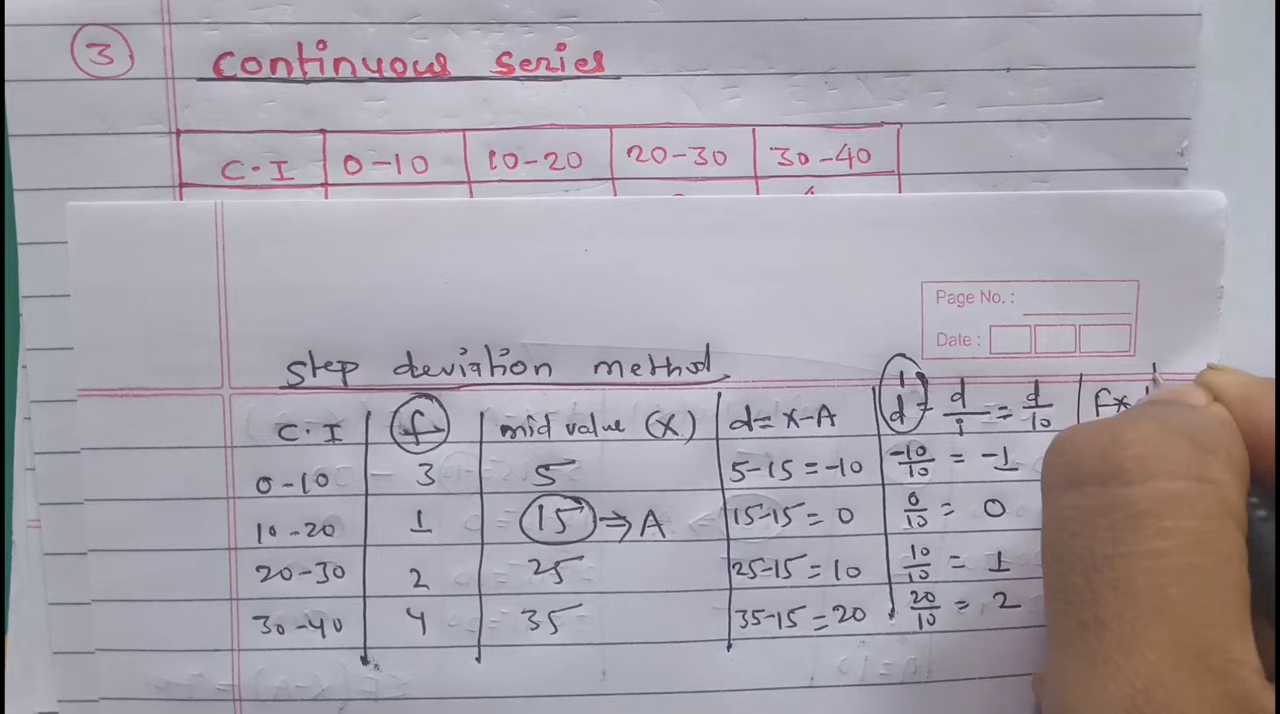 3 Continuous series
C.I 0-10 10-20 20-30 30-40
Page No. :
Date :
Step deviation method
C.I f mid value (x) d=x-A d'= d/i = d/10 fx
0-10 3 5 5-15=-10 -10/10 = -1
10-20 1 15⇒A 15-15=0 0/10 = 0
20-30 2 25 25-15=10 10/10 = 1
30-40 4 35 35-15=20 20/10 = 2